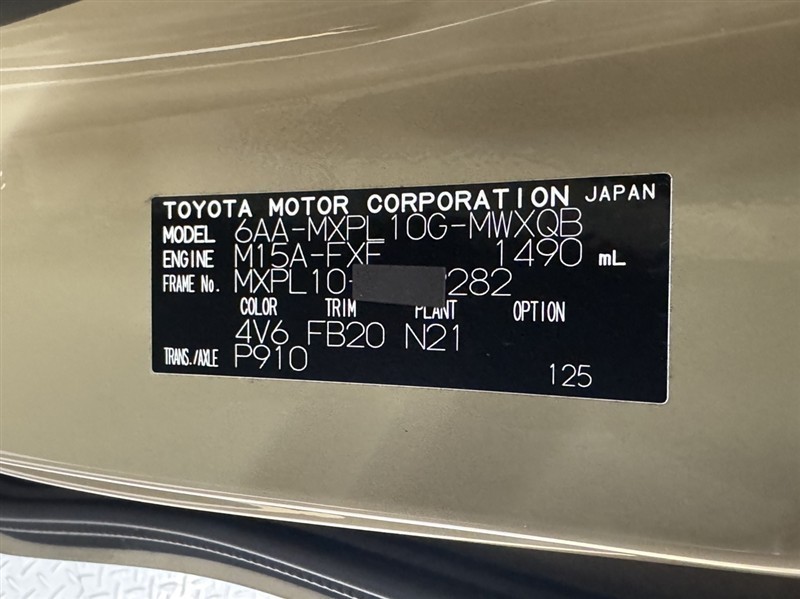 TOYOTA MOTOR CORPORATION JAPAN
MODEL 6AA-MXPL10G-MWXQB
ENGINE M15A-FXE 1490 mL
FRAME No. MXPL10- 282
COLOR TRIM PLANT OPTION
4V6 FB20 N21
TRANS./AXLE P910
125